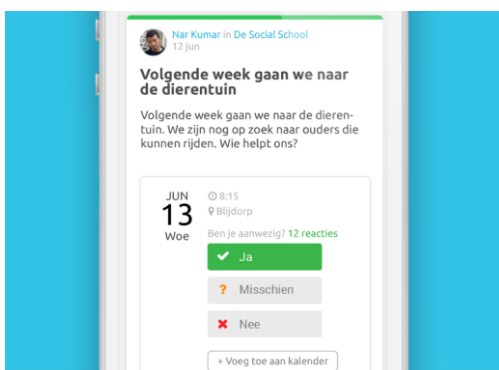 Nar Kumar in De Social School
12 jun
Volgende week gaan we naar
de dierentuin
Volgende week gaan we naar de dieren-
tuin. We zijn nog op zoek naar ouders die
kunnen rijden. Wie helpt ons?
JUN
13
Woe
8:15
Blijdorp
Ben je aanwezig? 12 reacties
Ja
? Misschien
Nee
+ Voeg toe aan kalender